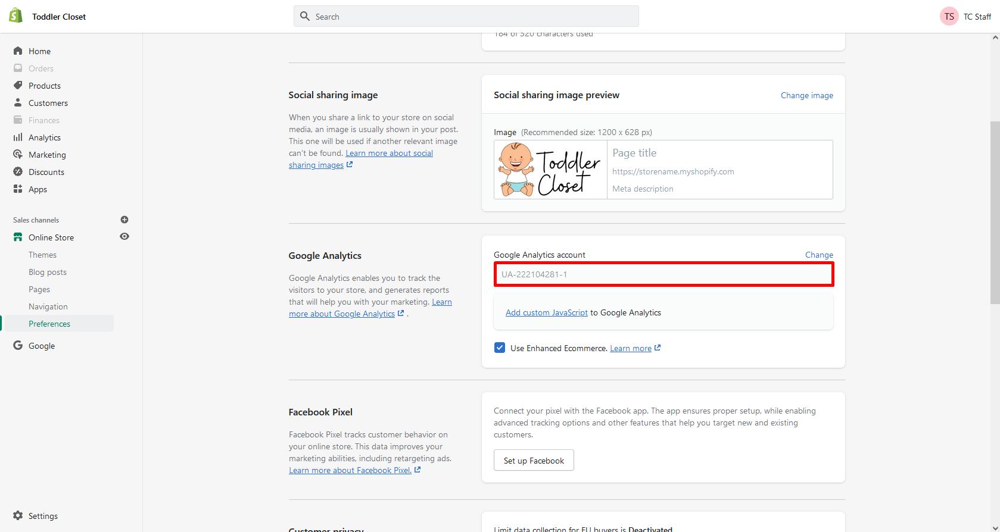 Toddler Closet
Search
TS
TC Staff
Home
Orders
Products
Customers
Finances
Analytics
Marketing
Discounts
Apps
Sales channels
Online Store
Themes
Blog posts
Pages
Navigation
Preferences
Google
Settings
184 of 320 characters used
Social sharing image
When you share a link to your store on social
media, an image is usually shown in your post.
This one will be used if another relevant image
can't be found. Learn more about social
sharing images
Social sharing image preview
Change image
Image (Recommended size: 1200 x 628 px)
Toddler
Closet
Page title
https://storename.myshopify.com
Meta description
Google Analytics
Google Analytics enables you to track the
visitors to your store, and generates reports
that will help you with your marketing. Learn
more about Google Analytics .
Google Analytics account
Change
UA-222104281-1
Add custom JavaScript to Google Analytics
Use Enhanced Ecommerce. Learn more
Facebook Pixel
Facebook Pixel tracks customer behavior on
your online store. This data improves your
marketing abilities, including retargeting ads.
Learn more about Facebook Pixel.
Connect your pixel with the Facebook app. The app ensures proper setup, while enabling
advanced tracking options and other features that help you target new and existing
customers.
Set up Facebook
Customer privacy
Limit data collection for EU buyers is Deactivated